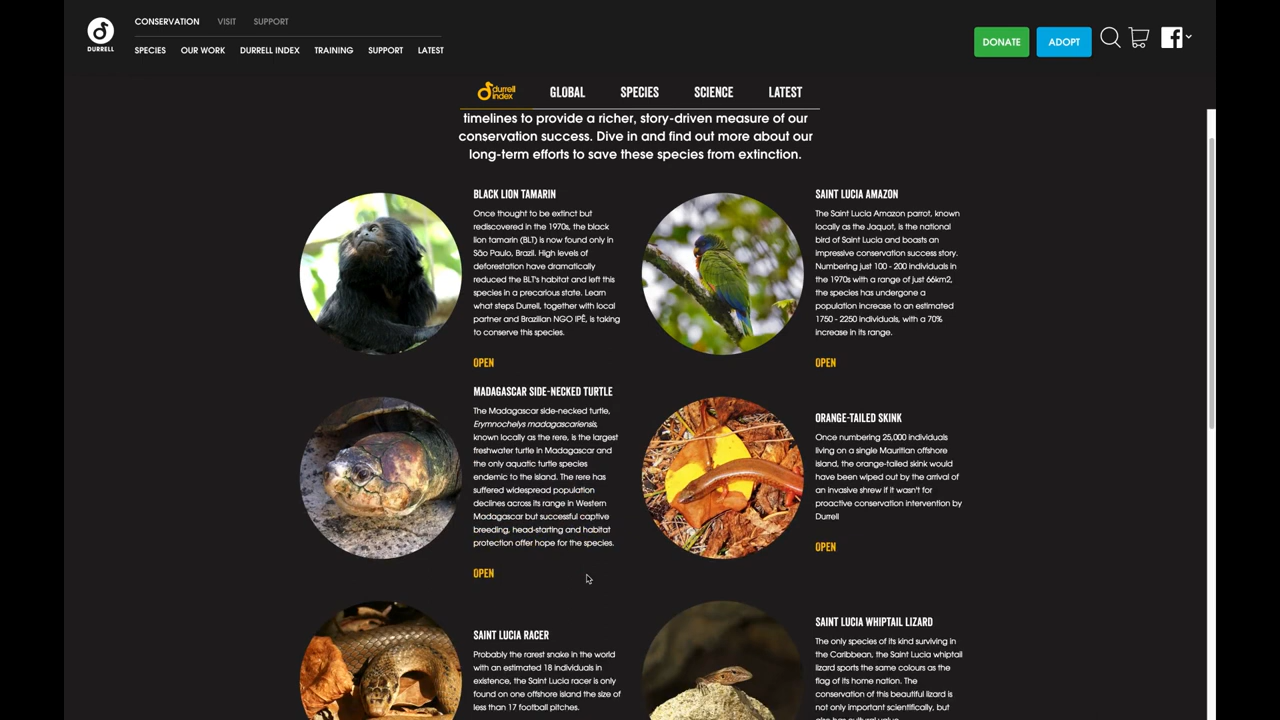 CONSERVATION VISIT SUPPORT
DURRELL
SPECIES OUR WORK DURRELL INDEX TRAINING SUPPORT LATEST
DONATE ADOPT
durrell
index
GLOBAL SPECIES SCIENCE LATEST
timelines to provide a richer, story-driven measure of our
conservation success. Dive in and find out more about our
long-term efforts to save these species from extinction.
BLACK LION TAMARIN
Once thought to be extinct but
rediscovered in the 1970s, the black
lion tamarin (BLT) is now found only in
São Paulo, Brazil. High levels of
deforestation have dramatically
reduced the BLT's habitat and left this
species in a precarious state. Learn
what steps Durrell, together with local
partner and Brazilian NGO IPÊ, is taking
to conserve this species.
OPEN
SAINT LUCIA AMAZON
The Saint Lucia Amazon parrot, known
locally as the Jaquot, is the national
bird of Saint Lucia and boasts an
impressive conservation success story.
Numbering just 100 - 200 individuals in
the 1970s with a range of just 66km2,
the species has undergone a
population increase to an estimated
1750 - 2250 individuals, with a 70%
increase in its range.
OPEN
MADAGASCAR SIDE-NECKED TURTLE
The Madagascar side-necked turtle,
Erymnochelys madagascariensis,
known locally as the rere, is the largest
freshwater turtle in Madagascar and
the only aquatic turtle species
endemic to the island. The rere has
suffered widespread population
declines across its range in Western
Madagascar but successful captive
breeding, head-starting and habitat
protection offer hope for the species.
OPEN
ORANGE-TAILED SKINK
Once numbering 25,000 individuals
living on a single Mauritian offshore
island, the orange-tailed skink would
have been wiped out by the arrival of
an invasive shrew if it wasn't for
proactive conservation intervention by
Durrell
OPEN
SAINT LUCIA RACER
Probably the rarest snake in the world
with an estimated 18 individuals in
existence, the Saint Lucia racer is only
found on one offshore island the size of
less than 17 football pitches.
SAINT LUCIA WHIPTAIL LIZARD
The only species of its kind surviving in
the Caribbean, the Saint Lucia whiptail
lizard sports the same colours as the
flag of its home nation. The
conservation of this beautiful lizard is
not only important scientifically, but
also has cultural value